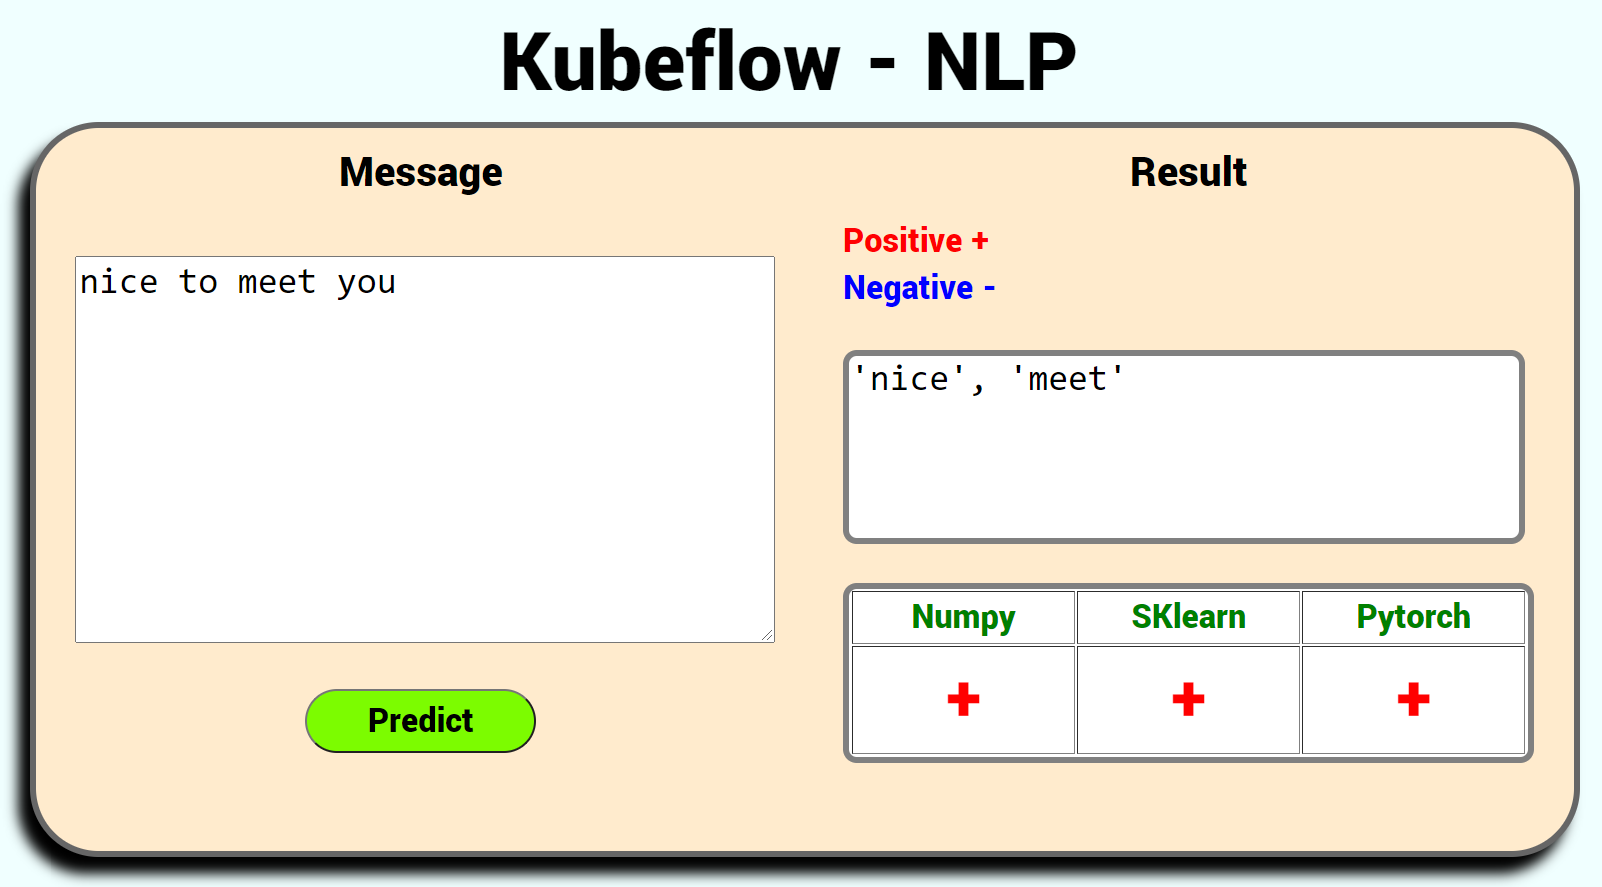 Kubeflow - NLP
Message
nice to meet you
Predict
Result
Positive +
Negative -
'nice', 'meet'
Numpy SKlearn Pytorch
+ + +